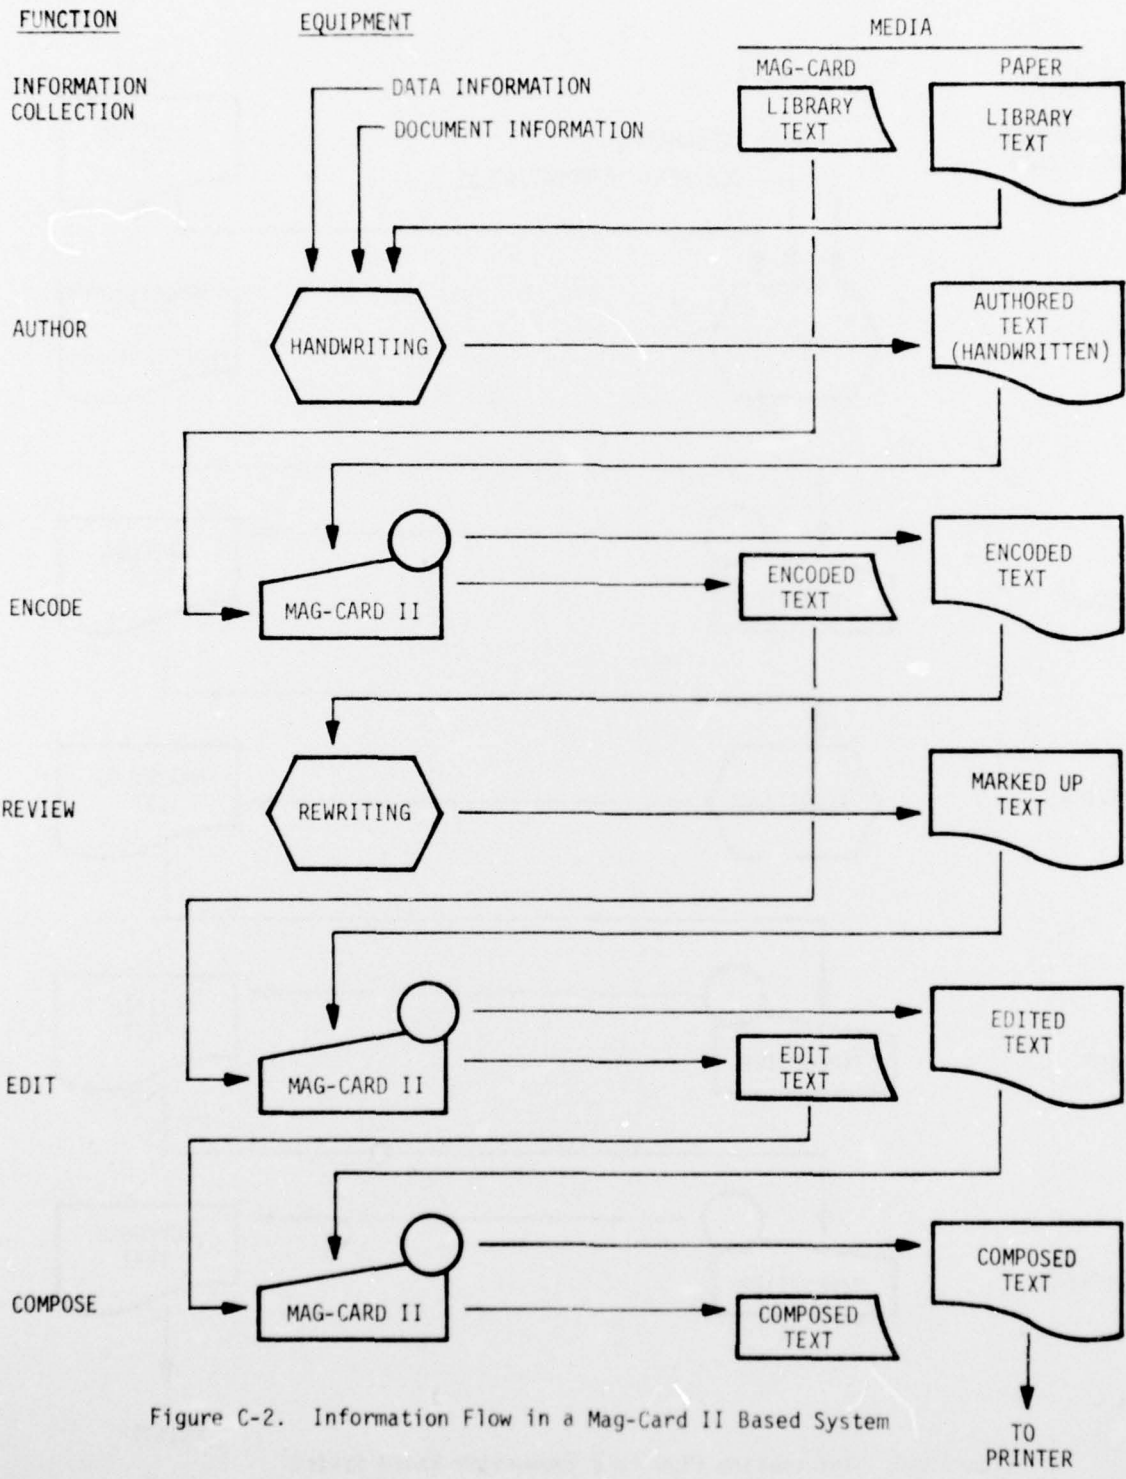 FUNCTION
EQUIPMENT
MEDIA
MAG-CARD
PAPER
INFORMATION
COLLECTION
DATA INFORMATION
DOCUMENT INFORMATION
LIBRARY
TEXT
LIBRARY
TEXT
AUTHOR
HANDWRITING
AUTHORED
TEXT
(HANDWRITTEN)
ENCODE
MAG-CARD II
ENCODED
TEXT
ENCODED
TEXT
REVIEW
REWRITING
MARKED UP
TEXT
EDIT
MAG-CARD II
EDIT
TEXT
EDITED
TEXT
COMPOSE
MAG-CARD II
COMPOSED
TEXT
COMPOSED
TEXT
TO
PRINTER
Figure C-2. Information Flow in a Mag-Card II Based System